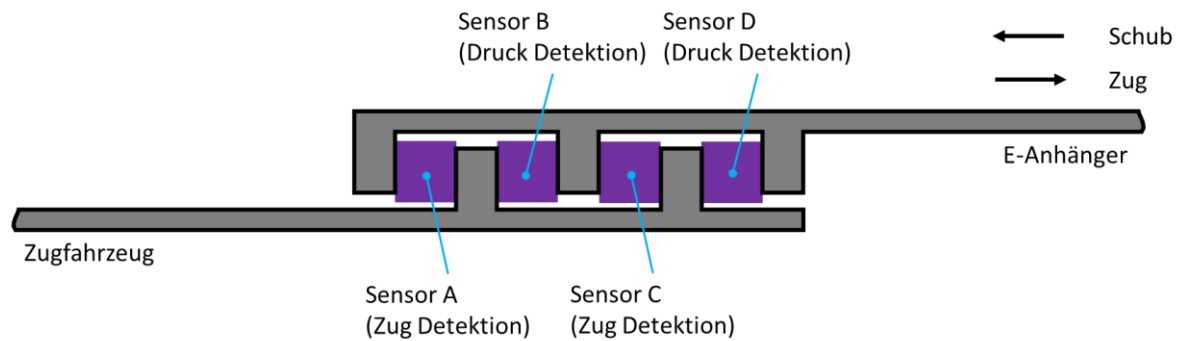 Sensor B
(Druck Detektion)
Sensor D
(Druck Detektion)
Schub
Zug
E-Anhänger
Zugfahrzeug
Sensor A
(Zug Detektion)
Sensor C
(Zug Detektion)